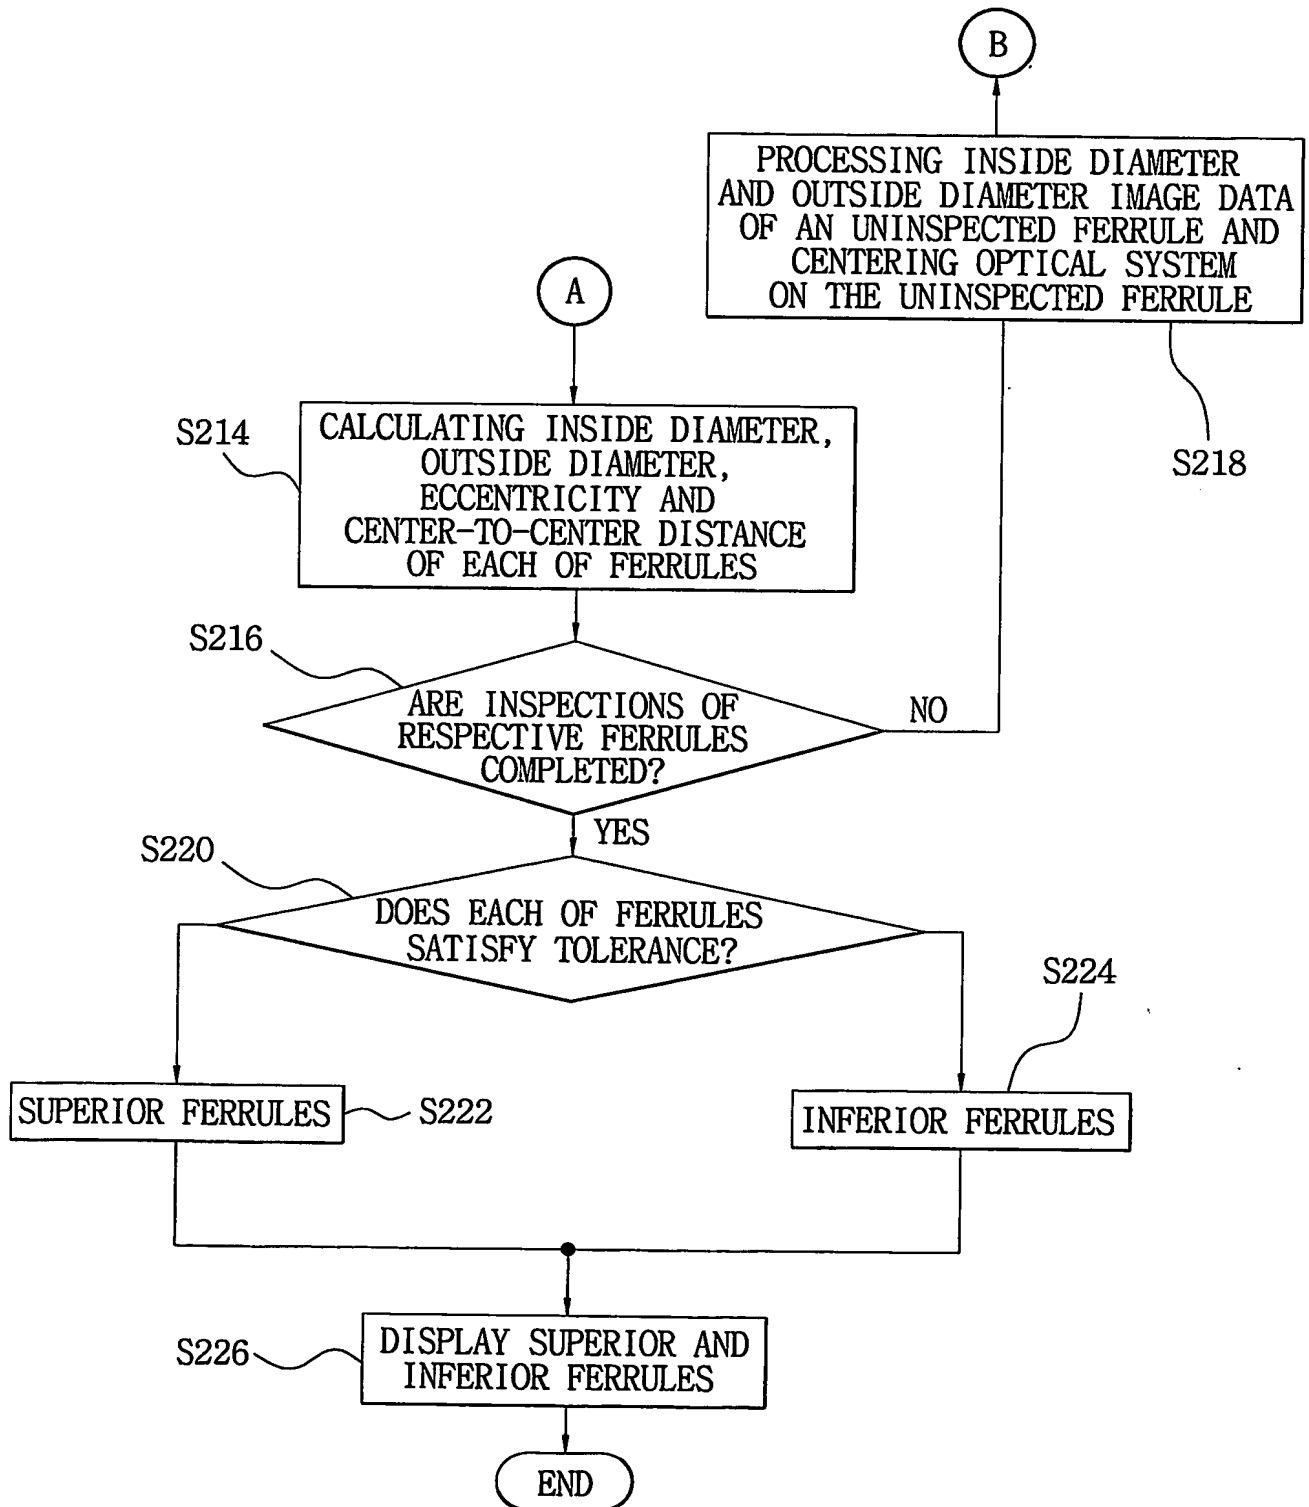 B
PROCESSING INSIDE DIAMETER
AND OUTSIDE DIAMETER IMAGE DATA
OF AN UNINSPECTED FERRULE AND
CENTERING OPTICAL SYSTEM
ON THE UNINSPECTED FERRULE
S218
A
S214
CALCULATING INSIDE DIAMETER,
OUTSIDE DIAMETER,
ECCENTRICITY AND
CENTER-TO-CENTER DISTANCE
OF EACH OF FERRULES
S216
ARE INSPECTIONS OF
RESPECTIVE FERRULES
COMPLETED?
NO
YES
S220
DOES EACH OF FERRULES
SATISFY TOLERANCE?
S224
SUPERIOR FERRULES
S222
INFERIOR FERRULES
S226
DISPLAY SUPERIOR AND
INFERIOR FERRULES
END